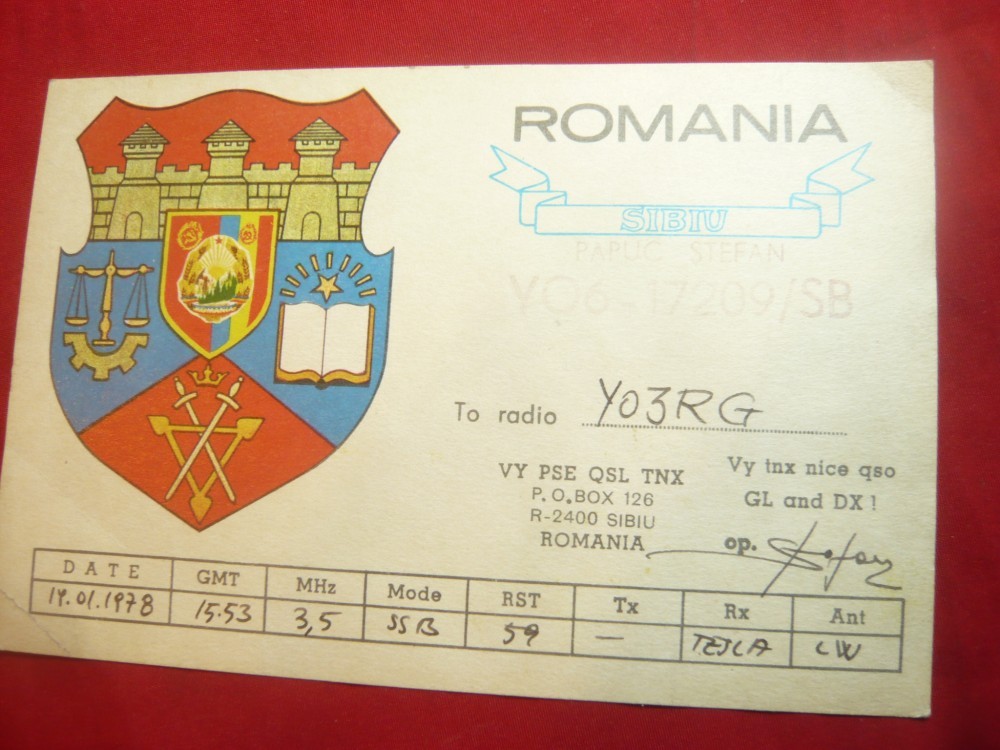 ROMANIA
SIBIU
PAPUC STEFAN
YO6-17209/SB
To radio YO3RG
VY PSE QSL TNX
P.O.BOX 126
R-2400 SIBIU
ROMANIA
Vy tnx nice qso
GL and DX!
op.
DATE GMT MHz Mode RST Tx Rx Ant
19.01.1978 15.53 3,5 SSB 59 — TESLA LW